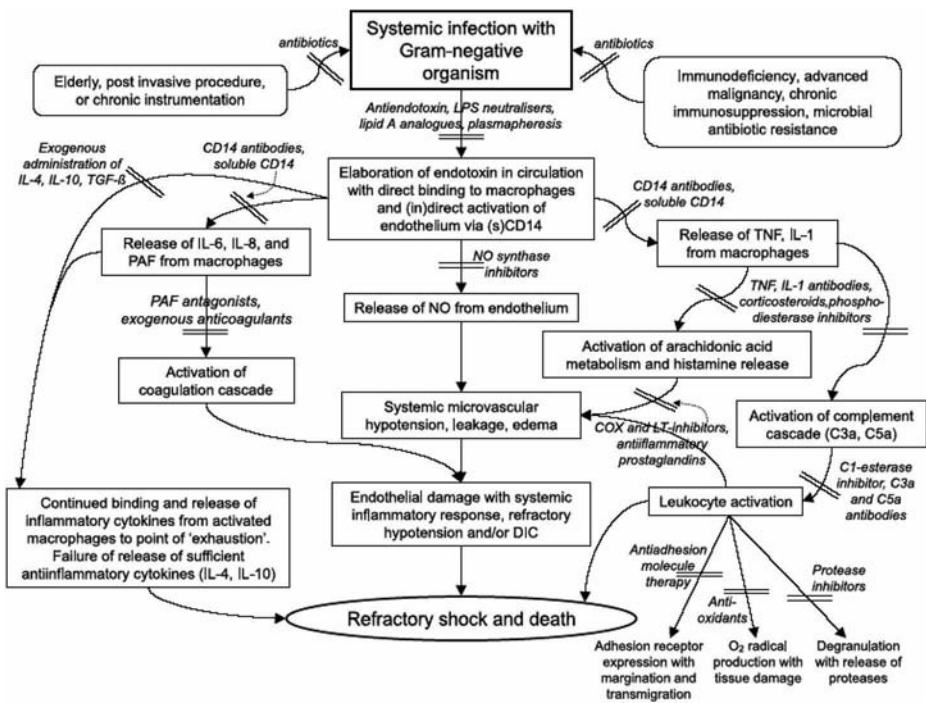 Systemic infection with
Gram-negative
organism
antibiotics
antibiotics
Elderly, post invasive procedure,
or chronic instrumentation
Immunodeficiency, advanced
malignancy, chronic
immunosuppression, microbial
antibiotic resistance
Antiendotoxin, LPS neutralisers,
lipid A analogues, plasmapheresis
Exogenous
administration of
IL-4, IL-10, TGF-ß
CD14 antibodies,
soluble CD14
Elaboration of endotoxin in circulation
with direct binding to macrophages
and (in)direct activation of
endothelium via (s)CD14
CD14 antibodies,
soluble CD14
Release of IL-6, IL-8, and
PAF from macrophages
Release of TNF, IL-1
from macrophages
NO synthase
inhibitors
PAF antagonists,
exogenous anticoagulants
Release of NO from endothelium
TNF, IL-1 antibodies,
corticosteroids,phospho-
diesterase inhibitors
Activation of arachidonic acid
metabolism and histamine release
Activation of
coagulation cascade
Systemic microvascular
hypotension, leakage, edema
COX and LT-inhibitors,
antiiflammatory
prostaglandins
Activation of complement
cascade (C3a, C5a)
C1-esterase
inhibitor, C3a
and C5a
antibodies
Continued binding and release of
inflammatory cytokines from activated
macrophages to point of 'exhaustion'.
Failure of release of sufficient
antiinflammatory cytokines (IL-4, IL-10)
Endothelial damage with systemic
inflammatory response, refractory
hypotension and/or DIC
Leukocyte activation
Antiadhesion
molecule
therapy
Anti-
oxidants
Protease
inhibitors
Refractory shock and death
Adhesion receptor
expression with
margination and
transmigration
O₂ radical
production with
tissue damage
Degranulation
with release of
proteases